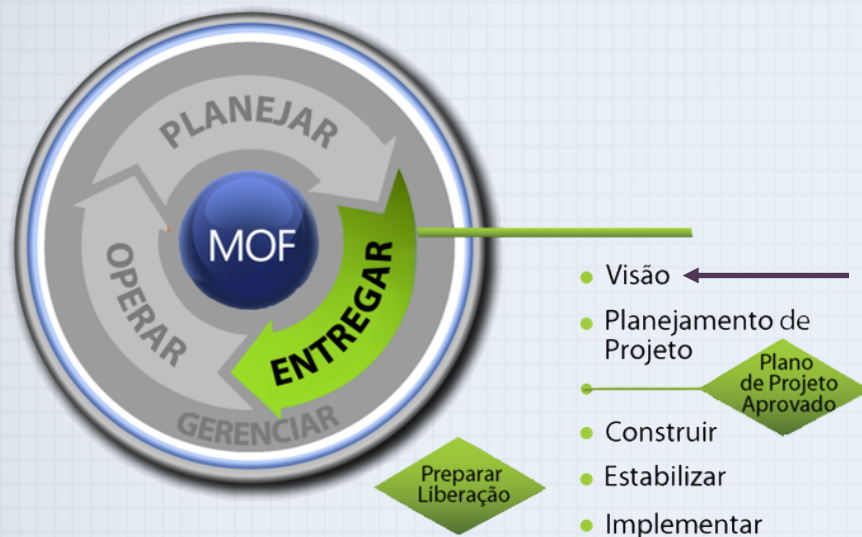 PLANEJAR
MOF
OPERAR
ENTREGAR
GERENCIAR
Visão
Planejamento de
Projeto
Plano
de Projeto
Aprovado
Construir
Preparar
Liberação
Estabilizar
Implementar